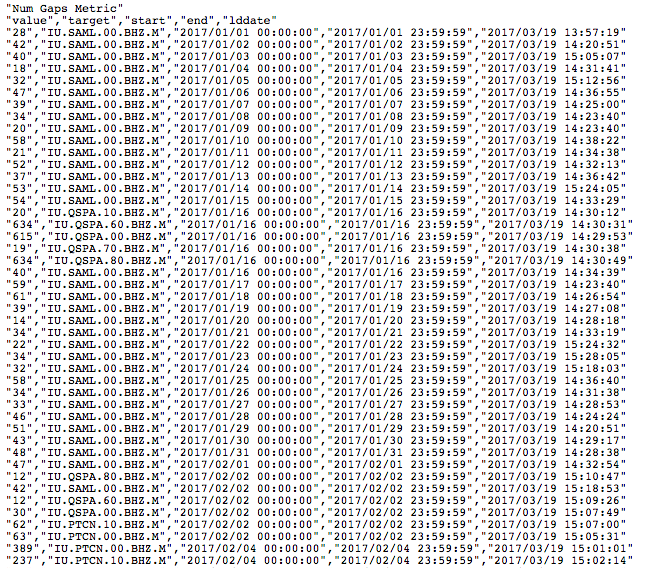 "Num Gaps Metric"
"value","target","start","end","lddate"
"28","IU.SAML.00.BHZ.M","2017/01/01 00:00:00","2017/01/01 23:59:59","2017/03/19 13:57:19"
"42","IU.SAML.00.BHZ.M","2017/01/02 00:00:00","2017/01/02 23:59:59","2017/03/19 14:20:51"
"40","IU.SAML.00.BHZ.M","2017/01/03 00:00:00","2017/01/03 23:59:59","2017/03/19 15:05:07"
"18","IU.SAML.00.BHZ.M","2017/01/04 00:00:00","2017/01/04 23:59:59","2017/03/19 14:31:41"
"32","IU.SAML.00.BHZ.M","2017/01/05 00:00:00","2017/01/05 23:59:59","2017/03/19 15:12:56"
"47","IU.SAML.00.BHZ.M","2017/01/06 00:00:00","2017/01/06 23:59:59","2017/03/19 14:36:55"
"39","IU.SAML.00.BHZ.M","2017/01/07 00:00:00","2017/01/07 23:59:59","2017/03/19 14:25:00"
"34","IU.SAML.00.BHZ.M","2017/01/08 00:00:00","2017/01/08 23:59:59","2017/03/19 14:23:40"
"20","IU.SAML.00.BHZ.M","2017/01/09 00:00:00","2017/01/09 23:59:59","2017/03/19 14:23:40"
"58","IU.SAML.00.BHZ.M","2017/01/10 00:00:00","2017/01/10 23:59:59","2017/03/19 14:38:22"
"21","IU.SAML.00.BHZ.M","2017/01/11 00:00:00","2017/01/11 23:59:59","2017/03/19 14:34:38"
"52","IU.SAML.00.BHZ.M","2017/01/12 00:00:00","2017/01/12 23:59:59","2017/03/19 14:32:13"
"37","IU.SAML.00.BHZ.M","2017/01/13 00:00:00","2017/01/13 23:59:59","2017/03/19 14:36:42"
"53","IU.SAML.00.BHZ.M","2017/01/14 00:00:00","2017/01/14 23:59:59","2017/03/19 15:24:05"
"54","IU.SAML.00.BHZ.M","2017/01/15 00:00:00","2017/01/15 23:59:59","2017/03/19 14:33:29"
"20","IU.QSPA.10.BHZ.M","2017/01/16 00:00:00","2017/01/16 23:59:59","2017/03/19 14:30:12"
"634","IU.QSPA.60.BHZ.M","2017/01/16 00:00:00","2017/01/16 23:59:59","2017/03/19 14:30:31"
"615","IU.QSPA.00.BHZ.M","2017/01/16 00:00:00","2017/01/16 23:59:59","2017/03/19 14:29:53"
"19","IU.QSPA.70.BHZ.M","2017/01/16 00:00:00","2017/01/16 23:59:59","2017/03/19 14:30:38"
"634","IU.QSPA.80.BHZ.M","2017/01/16 00:00:00","2017/01/16 23:59:59","2017/03/19 14:30:49"
"40","IU.SAML.00.BHZ.M","2017/01/16 00:00:00","2017/01/16 23:59:59","2017/03/19 14:34:39"
"59","IU.SAML.00.BHZ.M","2017/01/17 00:00:00","2017/01/17 23:59:59","2017/03/19 14:23:40"
"61","IU.SAML.00.BHZ.M","2017/01/18 00:00:00","2017/01/18 23:59:59","2017/03/19 14:26:54"
"39","IU.SAML.00.BHZ.M","2017/01/19 00:00:00","2017/01/19 23:59:59","2017/03/19 14:27:08"
"14","IU.SAML.00.BHZ.M","2017/01/20 00:00:00","2017/01/20 23:59:59","2017/03/19 14:28:18"
"34","IU.SAML.00.BHZ.M","2017/01/21 00:00:00","2017/01/21 23:59:59","2017/03/19 14:33:19"
"22","IU.SAML.00.BHZ.M","2017/01/22 00:00:00","2017/01/22 23:59:59","2017/03/19 15:24:32"
"34","IU.SAML.00.BHZ.M","2017/01/23 00:00:00","2017/01/23 23:59:59","2017/03/19 15:28:05"
"32","IU.SAML.00.BHZ.M","2017/01/24 00:00:00","2017/01/24 23:59:59","2017/03/19 15:18:03"
"58","IU.SAML.00.BHZ.M","2017/01/25 00:00:00","2017/01/25 23:59:59","2017/03/19 14:36:40"
"34","IU.SAML.00.BHZ.M","2017/01/26 00:00:00","2017/01/26 23:59:59","2017/03/19 14:31:38"
"33","IU.SAML.00.BHZ.M","2017/01/27 00:00:00","2017/01/27 23:59:59","2017/03/19 14:28:53"
"46","IU.SAML.00.BHZ.M","2017/01/28 00:00:00","2017/01/28 23:59:59","2017/03/19 14:24:24"
"51","IU.SAML.00.BHZ.M","2017/01/29 00:00:00","2017/01/29 23:59:59","2017/03/19 14:20:51"
"43","IU.SAML.00.BHZ.M","2017/01/30 00:00:00","2017/01/30 23:59:59","2017/03/19 14:29:17"
"48","IU.SAML.00.BHZ.M","2017/01/31 00:00:00","2017/01/31 23:59:59","2017/03/19 14:28:38"
"47","IU.SAML.00.BHZ.M","2017/02/01 00:00:00","2017/02/01 23:59:59","2017/03/19 14:32:54"
"12","IU.QSPA.80.BHZ.M","2017/02/02 00:00:00","2017/02/02 23:59:59","2017/03/19 15:10:47"
"42","IU.SAML.00.BHZ.M","2017/02/02 00:00:00","2017/02/02 23:59:59","2017/03/19 15:18:53"
"12","IU.QSPA.60.BHZ.M","2017/02/02 00:00:00","2017/02/02 23:59:59","2017/03/19 15:09:26"
"30","IU.QSPA.00.BHZ.M","2017/02/02 00:00:00","2017/02/02 23:59:59","2017/03/19 15:07:49"
"62","IU.PTCN.10.BHZ.M","2017/02/02 00:00:00","2017/02/02 23:59:59","2017/03/19 15:07:00"
"63","IU.PTCN.00.BHZ.M","2017/02/02 00:00:00","2017/02/02 23:59:59","2017/03/19 15:05:31"
"389","IU.PTCN.00.BHZ.M","2017/02/04 00:00:00","2017/02/04 23:59:59","2017/03/19 15:01:01"
"237","IU.PTCN.10.BHZ.M","2017/02/04 00:00:00","2017/02/04 23:59:59","2017/03/19 15:02:14"